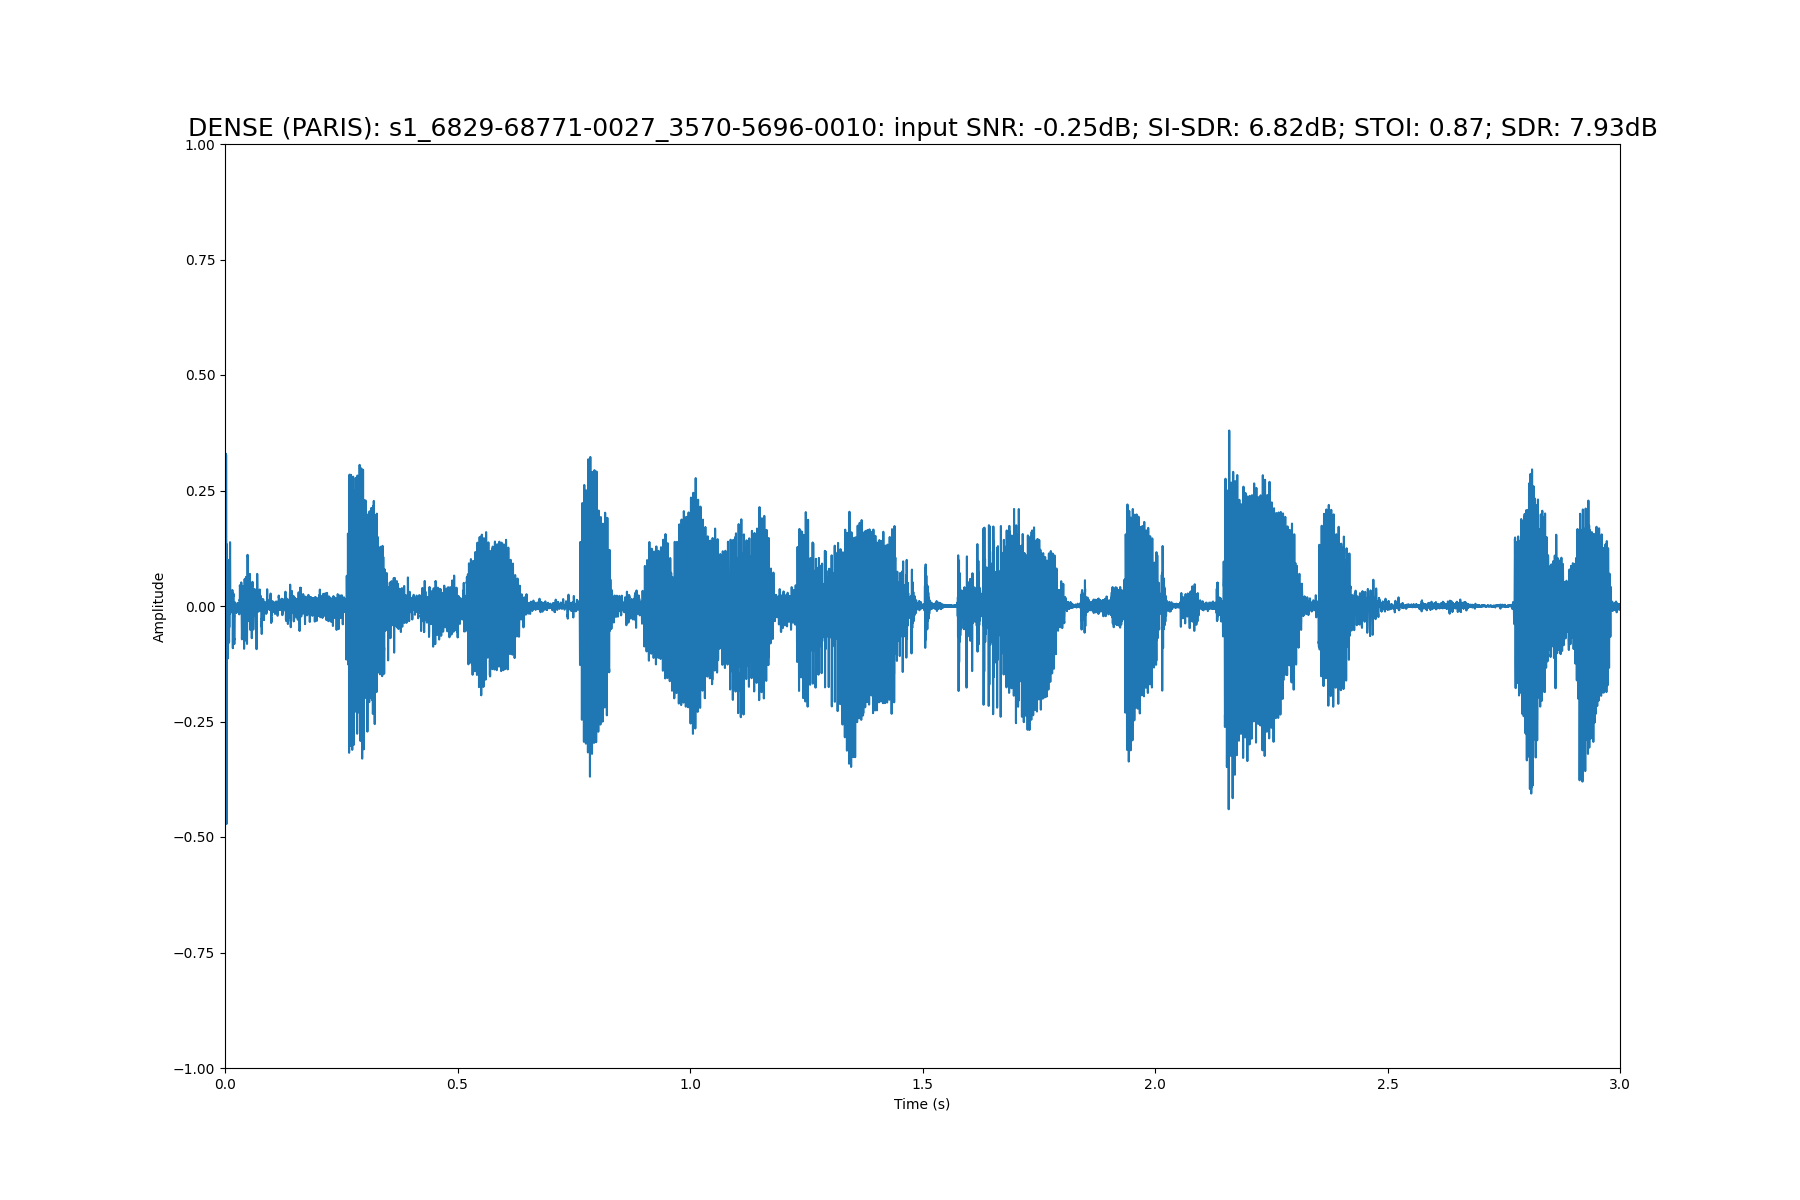 DENSE (PARIS): s1_6829-68771-0027_3570-5696-0010: input SNR: -0.25dB; SI-SDR: 6.82dB; STOI: 0.87; SDR: 7.93dB
1.00
0.75
0.50
0.25
0.00
−0.25
−0.50
−0.75
−1.00
Amplitude
0.0 0.5 1.0 1.5 2.0 2.5 3.0
Time (s)